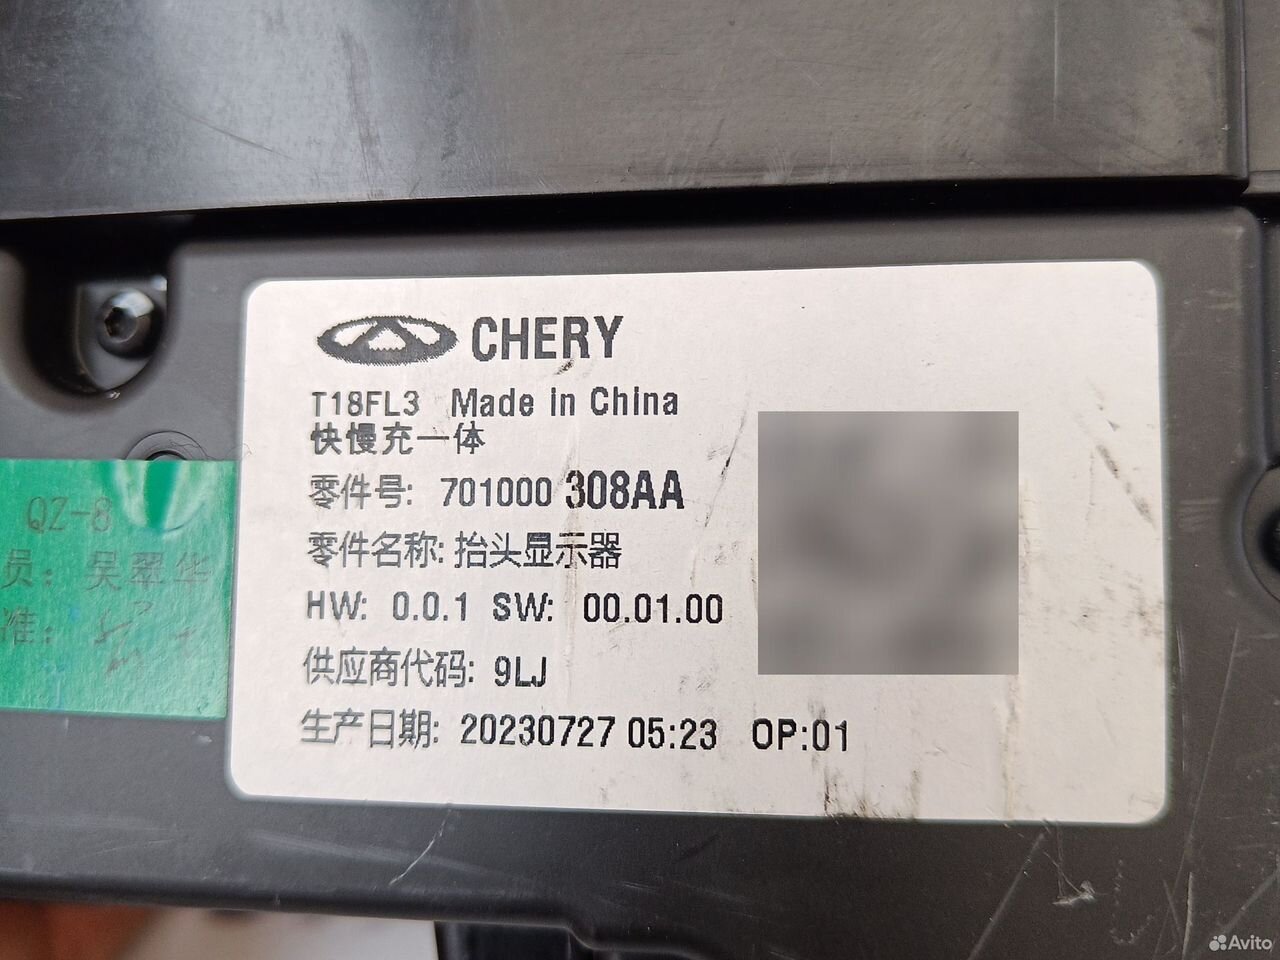 CHERY
T18FL3 Made in China
快慢充一体
零件号: 701000 308AA
零件名称: 抬头显示器
HW: 0.0.1 SW: 00.01.00
供应商代码: 9LJ
生产日期: 20230727 05:23 OP:01
QZ-8
员: 吴翠华
准:
Avito